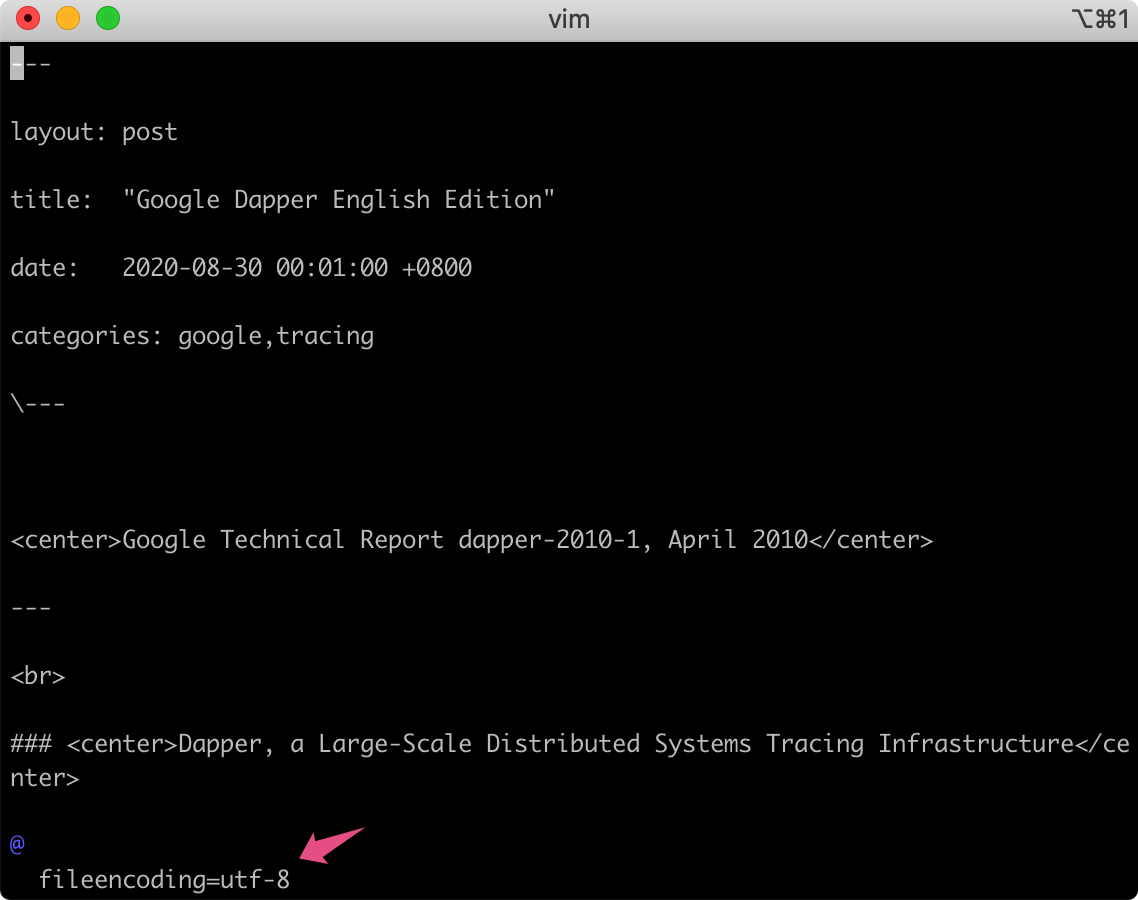 vim
⌥⌘1
---
layout: post
title:  "Google Dapper English Edition"
date:   2020-08-30 00:01:00 +0800
categories: google,tracing
\---
<center>Google Technical Report dapper-2010-1, April 2010</center>
---
<br>
### <center>Dapper, a Large-Scale Distributed Systems Tracing Infrastructure</ce
nter>
@
  fileencoding=utf-8